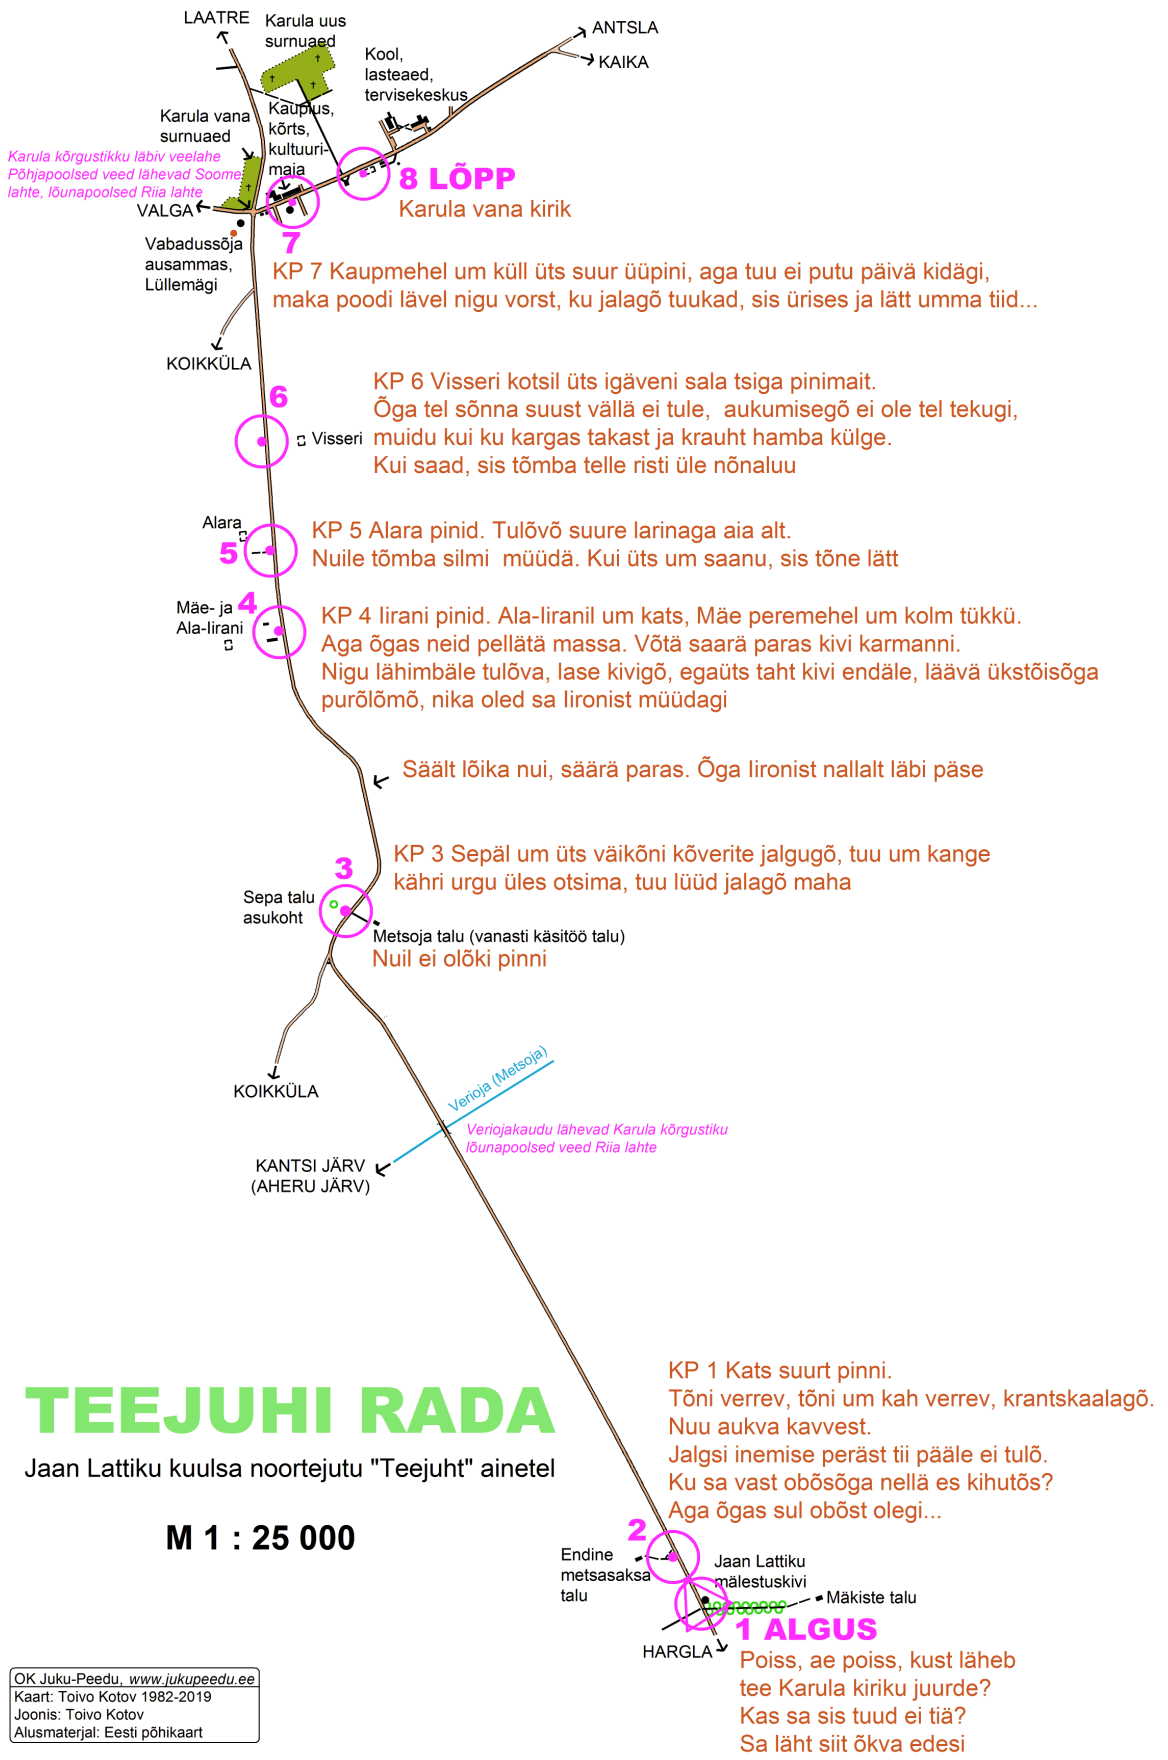 LAATRE
Karula uus
surnuaed
ANTSLA
KAIKA
Kool,
lasteaed,
tervisekeskus
Karula vana
surnuaed
Kauplus,
kõrts,
kultuuri-
maja
Karula kõrgustikku läbiv veelahe
Põhjapoolsed veed lähevad Soome
lahte, lõunapoolsed Riia lahte
VALGA
8 LÕPP
Karula vana kirik
7
Vabadussõja
ausammas,
Lüllemägi
KP 7 Kaupmehel um küll üts suur üüpini, aga tuu ei putu päivä kidägi,
maka poodi lävel nigu vorst, ku jalagõ tuukad, sis ürises ja lätt umma tiid...
KOIKKÜLA
6
Visseri
KP 6 Visseri kotsil üts igäveni sala tsiga pinimait.
Õga tel sõnna suust vällä ei tule, aukumisegõ ei ole tel tekugi,
muidu kui ku kargas takast ja krauht hamba külge.
Kui saad, sis tõmba telle risti üle nõnaluu
Alara
5
KP 5 Alara pinid. Tulõvõ suure larinaga aia alt.
Nuile tõmba silmi müüdä. Kui üts um saanu, sis tõne lätt
4
Mäe- ja
Ala-Iirani
KP 4 Iirani pinid. Ala-Iiranil um kats, Mäe peremehel um kolm tükkü.
Aga õgas neid pellätä massa. Võtä saarä paras kivi karmanni.
Nigu lähimbäle tulõva, lase kivigõ, egaüts taht kivi endäle, läävä ükstõisõga
purõlõmõ, nika oled sa Iironist müüdagi
Säält lõika nui, säärä paras. Õga Iironist nallalt läbi päse
3
KP 3 Sepäl um üts väikõni kõverite jalgugõ, tuu um kange
kähri urgu üles otsima, tuu lüüd jalagõ maha
Sepa talu
asukoht
Metsoja talu (vanasti käsitöö talu)
Nuil ei olõki pinni
KOIKKÜLA
Verioja (Metsoja)
Veriojakaudu lähevad Karula kõrgustiku
lõunapoolsed veed Riia lahte
KANTSI JÄRV
(AHERU JÄRV)
TEEJUHI RADA
Jaan Lattiku kuulsa noortejutu "Teejuht" ainetel
M 1 : 25 000
KP 1 Kats suurt pinni.
Tõni verrev, tõni um kah verrev, krantskaalagõ.
Nuu aukva kavvest.
Jalgsi inemise peräst tii pääle ei tulõ.
Ku sa vast obõsõga nellä es kihutõs?
Aga õgas sul obõst olegi...
2
Endine
metsasaksa
talu
Jaan Lattiku
mälestuskivi
Mäkiste talu
1 ALGUS
HARGLA
Poiss, ae poiss, kust läheb
tee Karula kiriku juurde?
Kas sa sis tuud ei tiä?
Sa läht siit õkva edesi
OK Juku-Peedu, www.jukupeedu.ee
Kaart: Toivo Kotov 1982-2019
Joonis: Toivo Kotov
Alusmaterjal: Eesti põhikaart